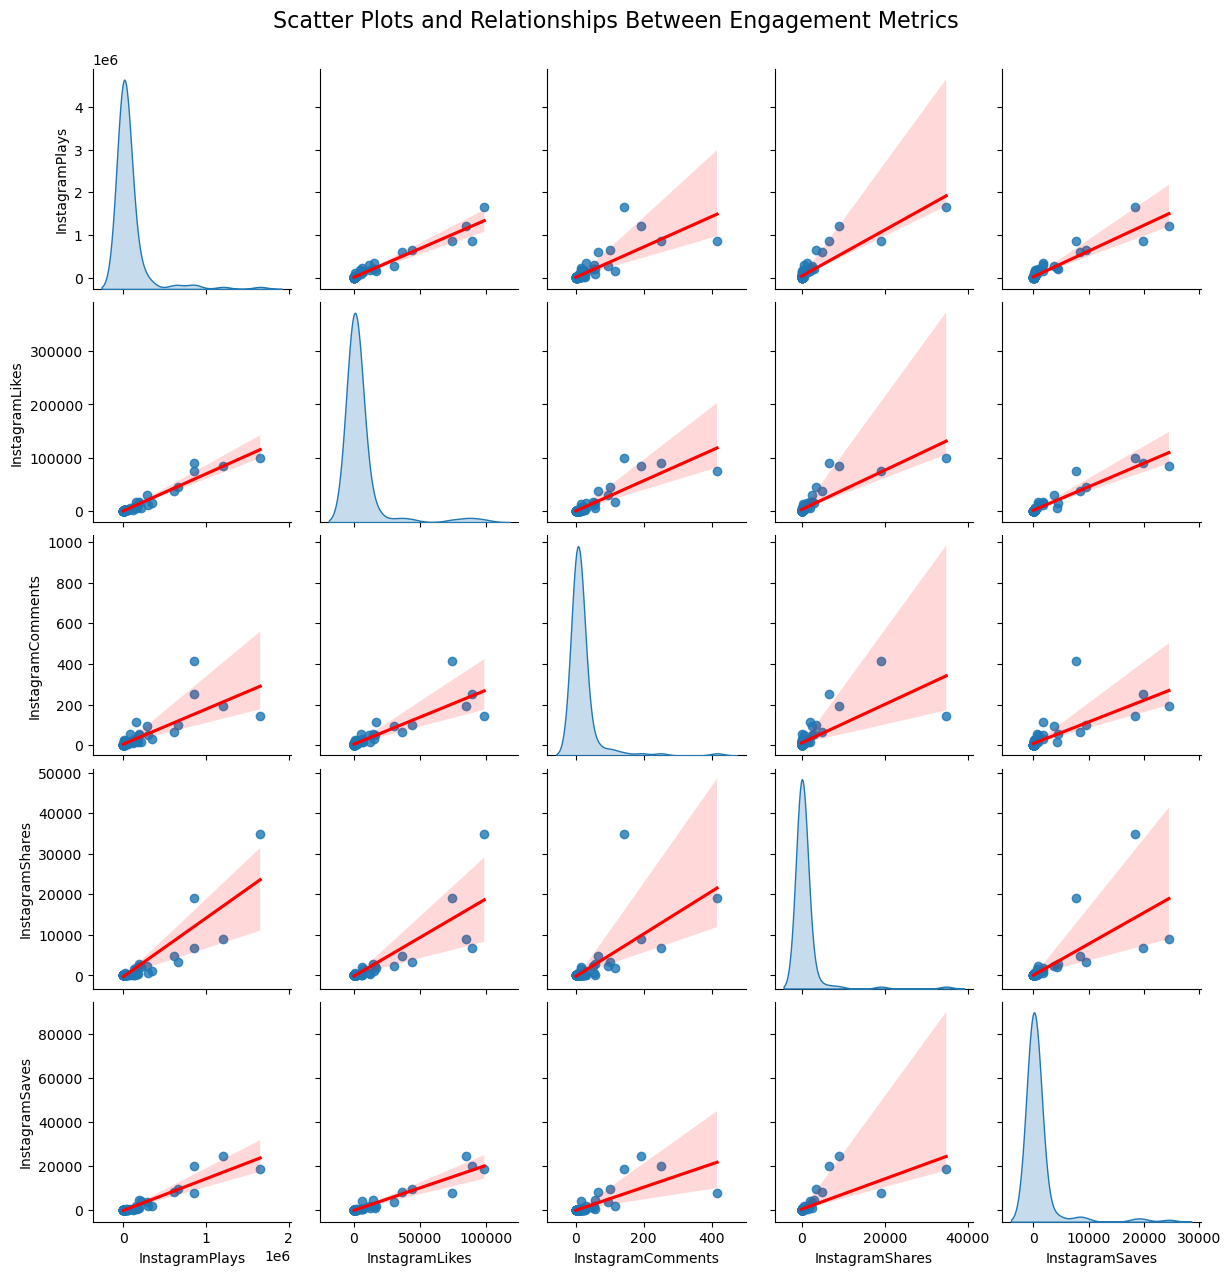 Scatter Plots and Relationships Between Engagement Metrics
1e6
4
3
2
1
0
InstagramPlays
300000
200000
100000
0
InstagramLikes
1000
800
600
400
200
0
InstagramComments
50000
40000
30000
20000
10000
0
InstagramShares
80000
60000
40000
20000
0
InstagramSaves
0 1 2
1e6
InstagramPlays
0 50000 100000
InstagramLikes
0 200 400
InstagramComments
0 20000 40000
InstagramShares
0 10000 20000 30000
InstagramSaves